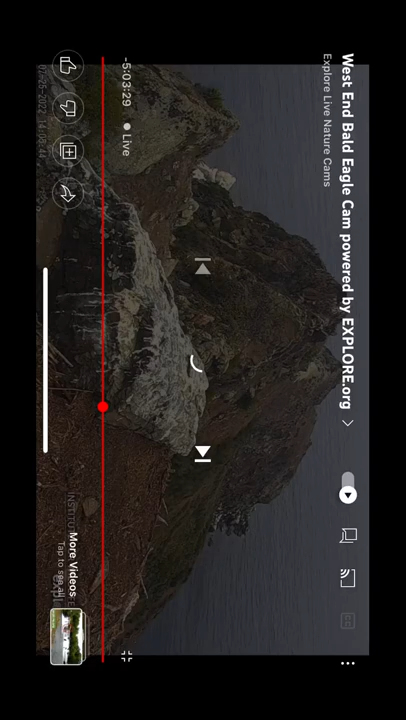 West End Bald Eagle Cam powered by EXPLORE.org
Explore Live Nature Cams
CC
-5:03:29
Live
More Videos
Tap to see all